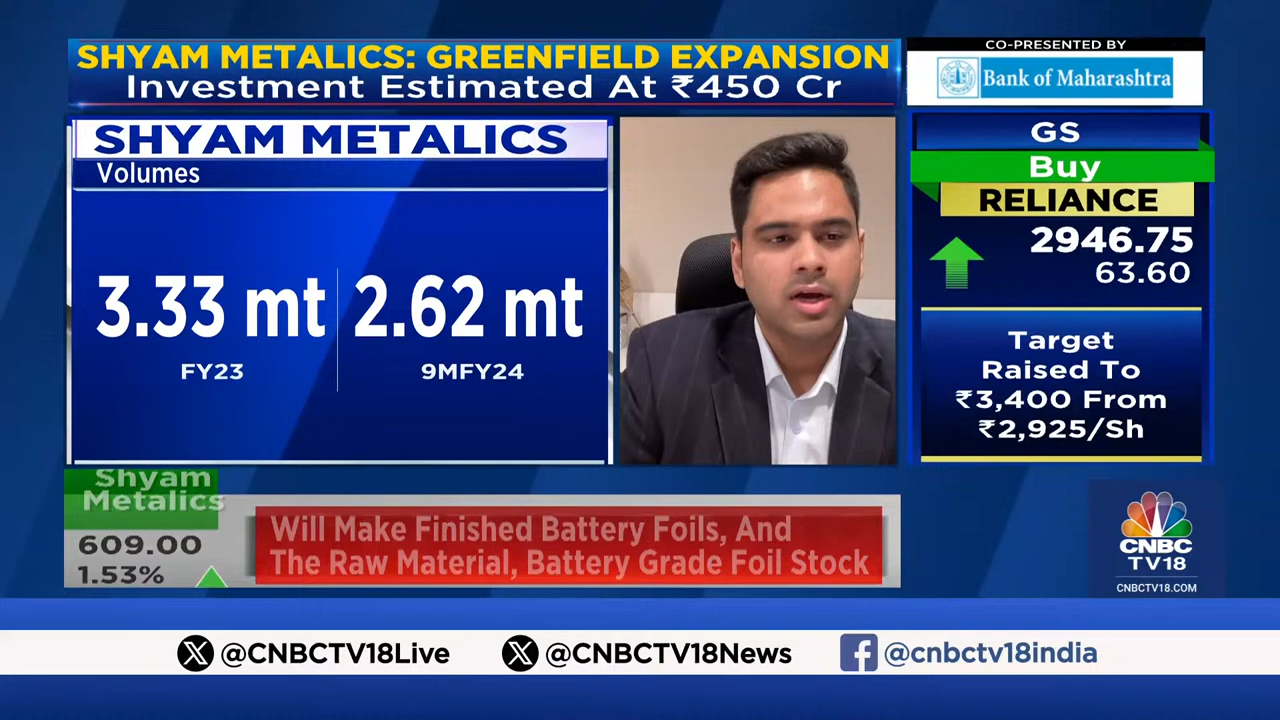 SHYAM METALICS: GREENFIELD EXPANSION
Investment Estimated At ₹450 Cr
CO-PRESENTED BY
Bank of Maharashtra
SHYAM METALICS
Volumes
3.33 mt
FY23
2.62 mt
9MFY24
GS
Buy
RELIANCE
2946.75
63.60
Target
Raised To
₹3,400 From
₹2,925/Sh
Shyam
Metalics
609.00
1.53%
Will Make Finished Battery Foils, And
The Raw Material, Battery Grade Foil Stock
CNBC
TV18
CNBCTV18.COM
@CNBCTV18Live
@CNBCTV18News
@cnbctv18india